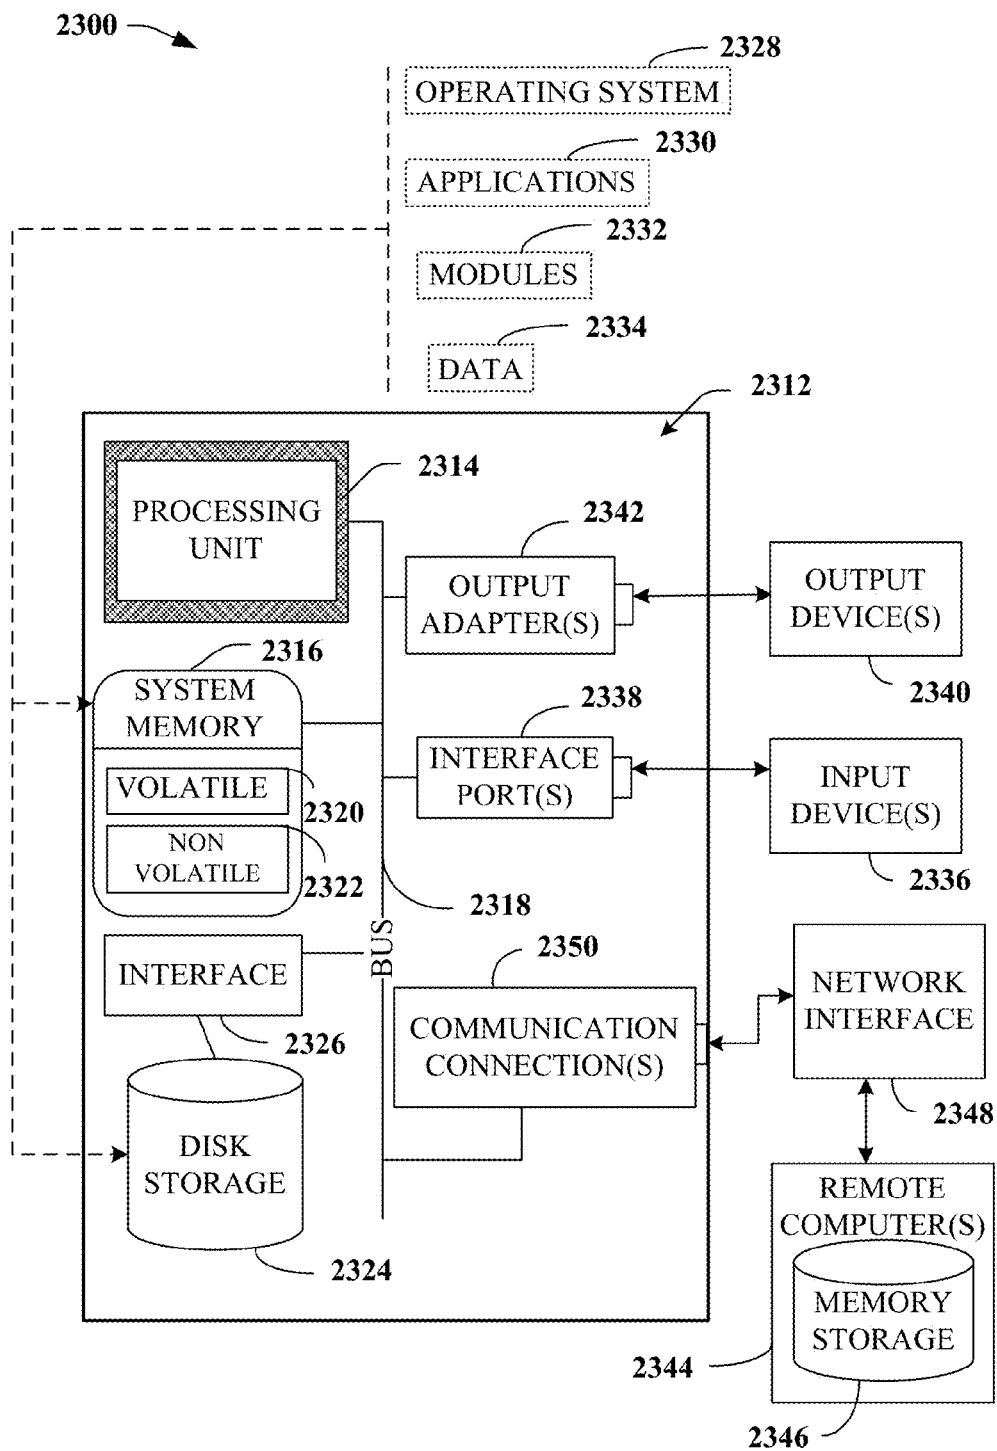 2300
2328
OPERATING SYSTEM
2330
APPLICATIONS
2332
MODULES
2334
DATA
2312
2314
PROCESSING
UNIT
2342
OUTPUT
ADAPTER(S)
OUTPUT
DEVICE(S)
2340
2316
SYSTEM
MEMORY
VOLATILE
2320
NON
VOLATILE
2322
2338
INTERFACE
PORT(S)
INPUT
DEVICE(S)
2336
2318
BUS
INTERFACE
2326
2350
COMMUNICATION
CONNECTION(S)
NETWORK
INTERFACE
2348
DISK
STORAGE
2324
REMOTE
COMPUTER(S)
MEMORY
STORAGE
2344
2346